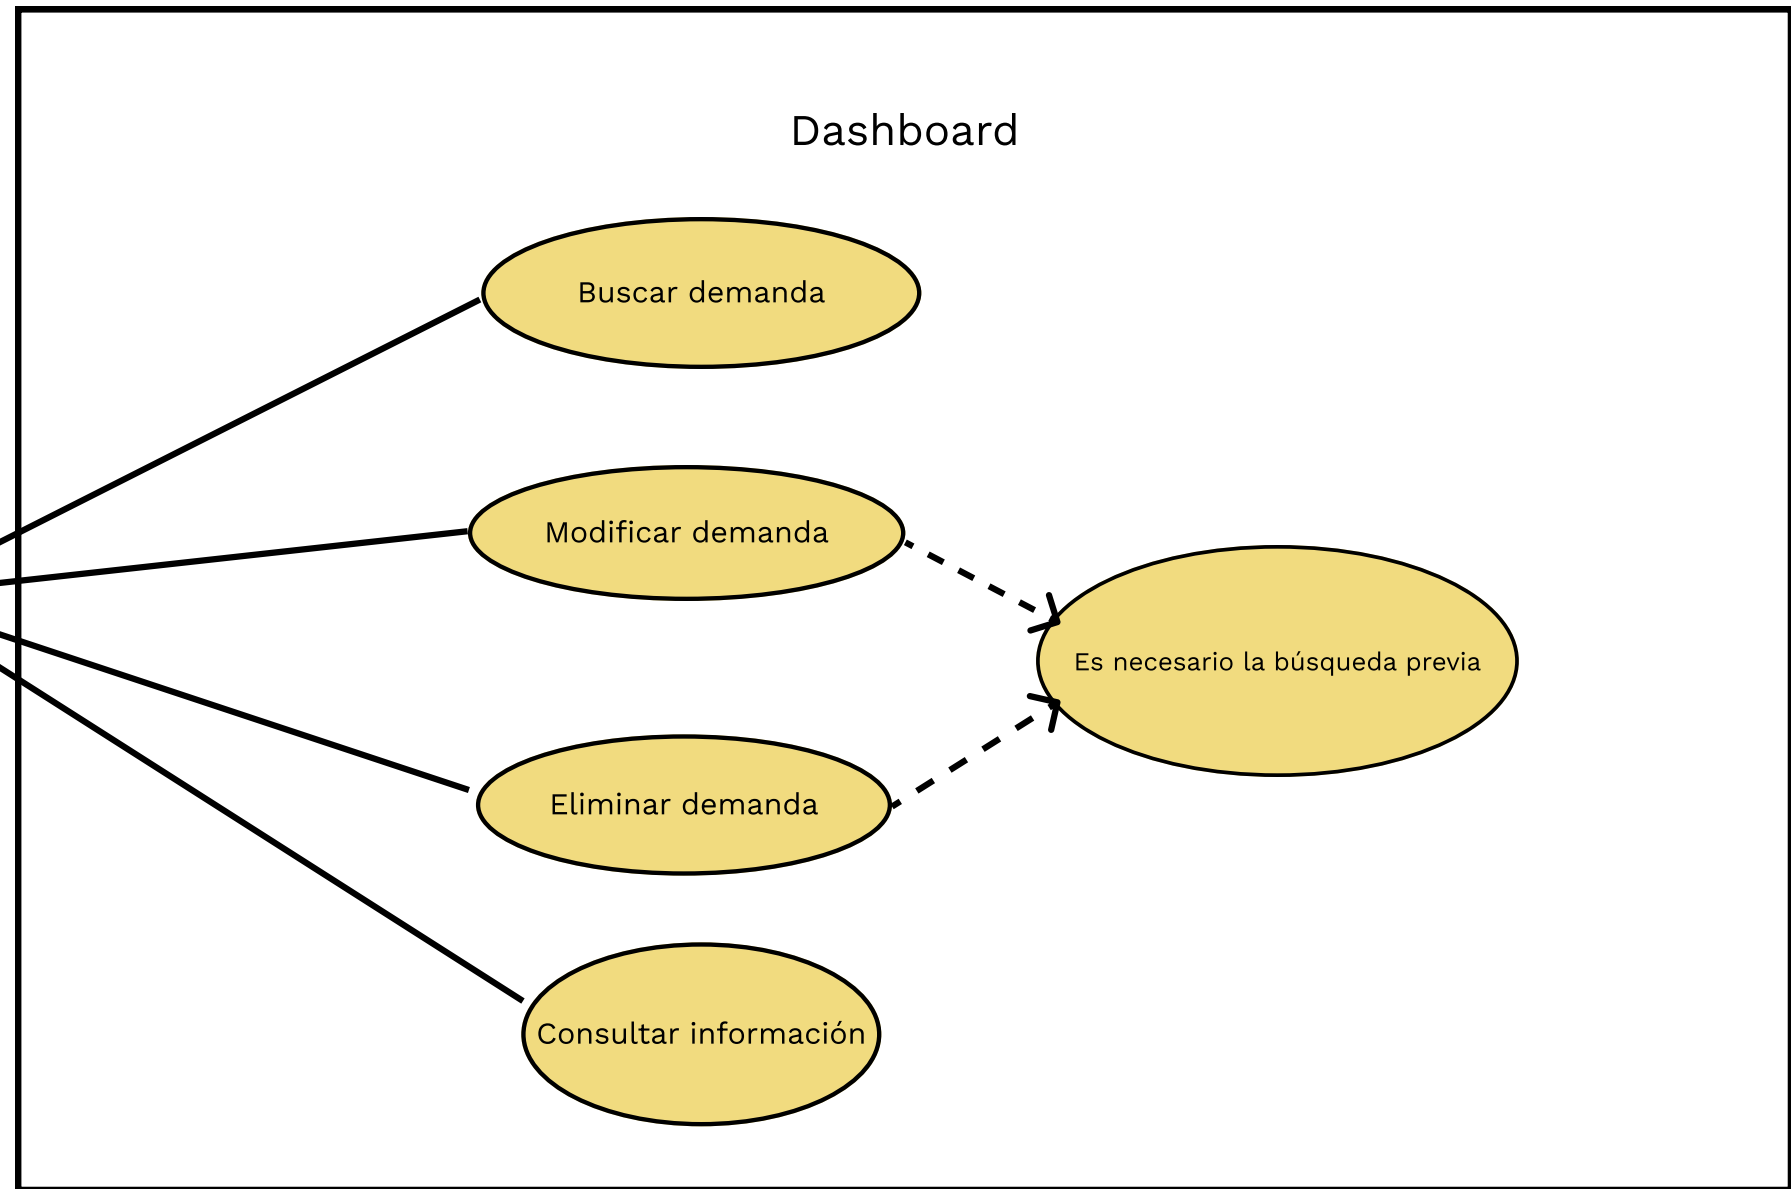 Dashboard
Buscar demanda
Modificar demanda
Es necesario la búsqueda previa
Eliminar demanda
Consultar información